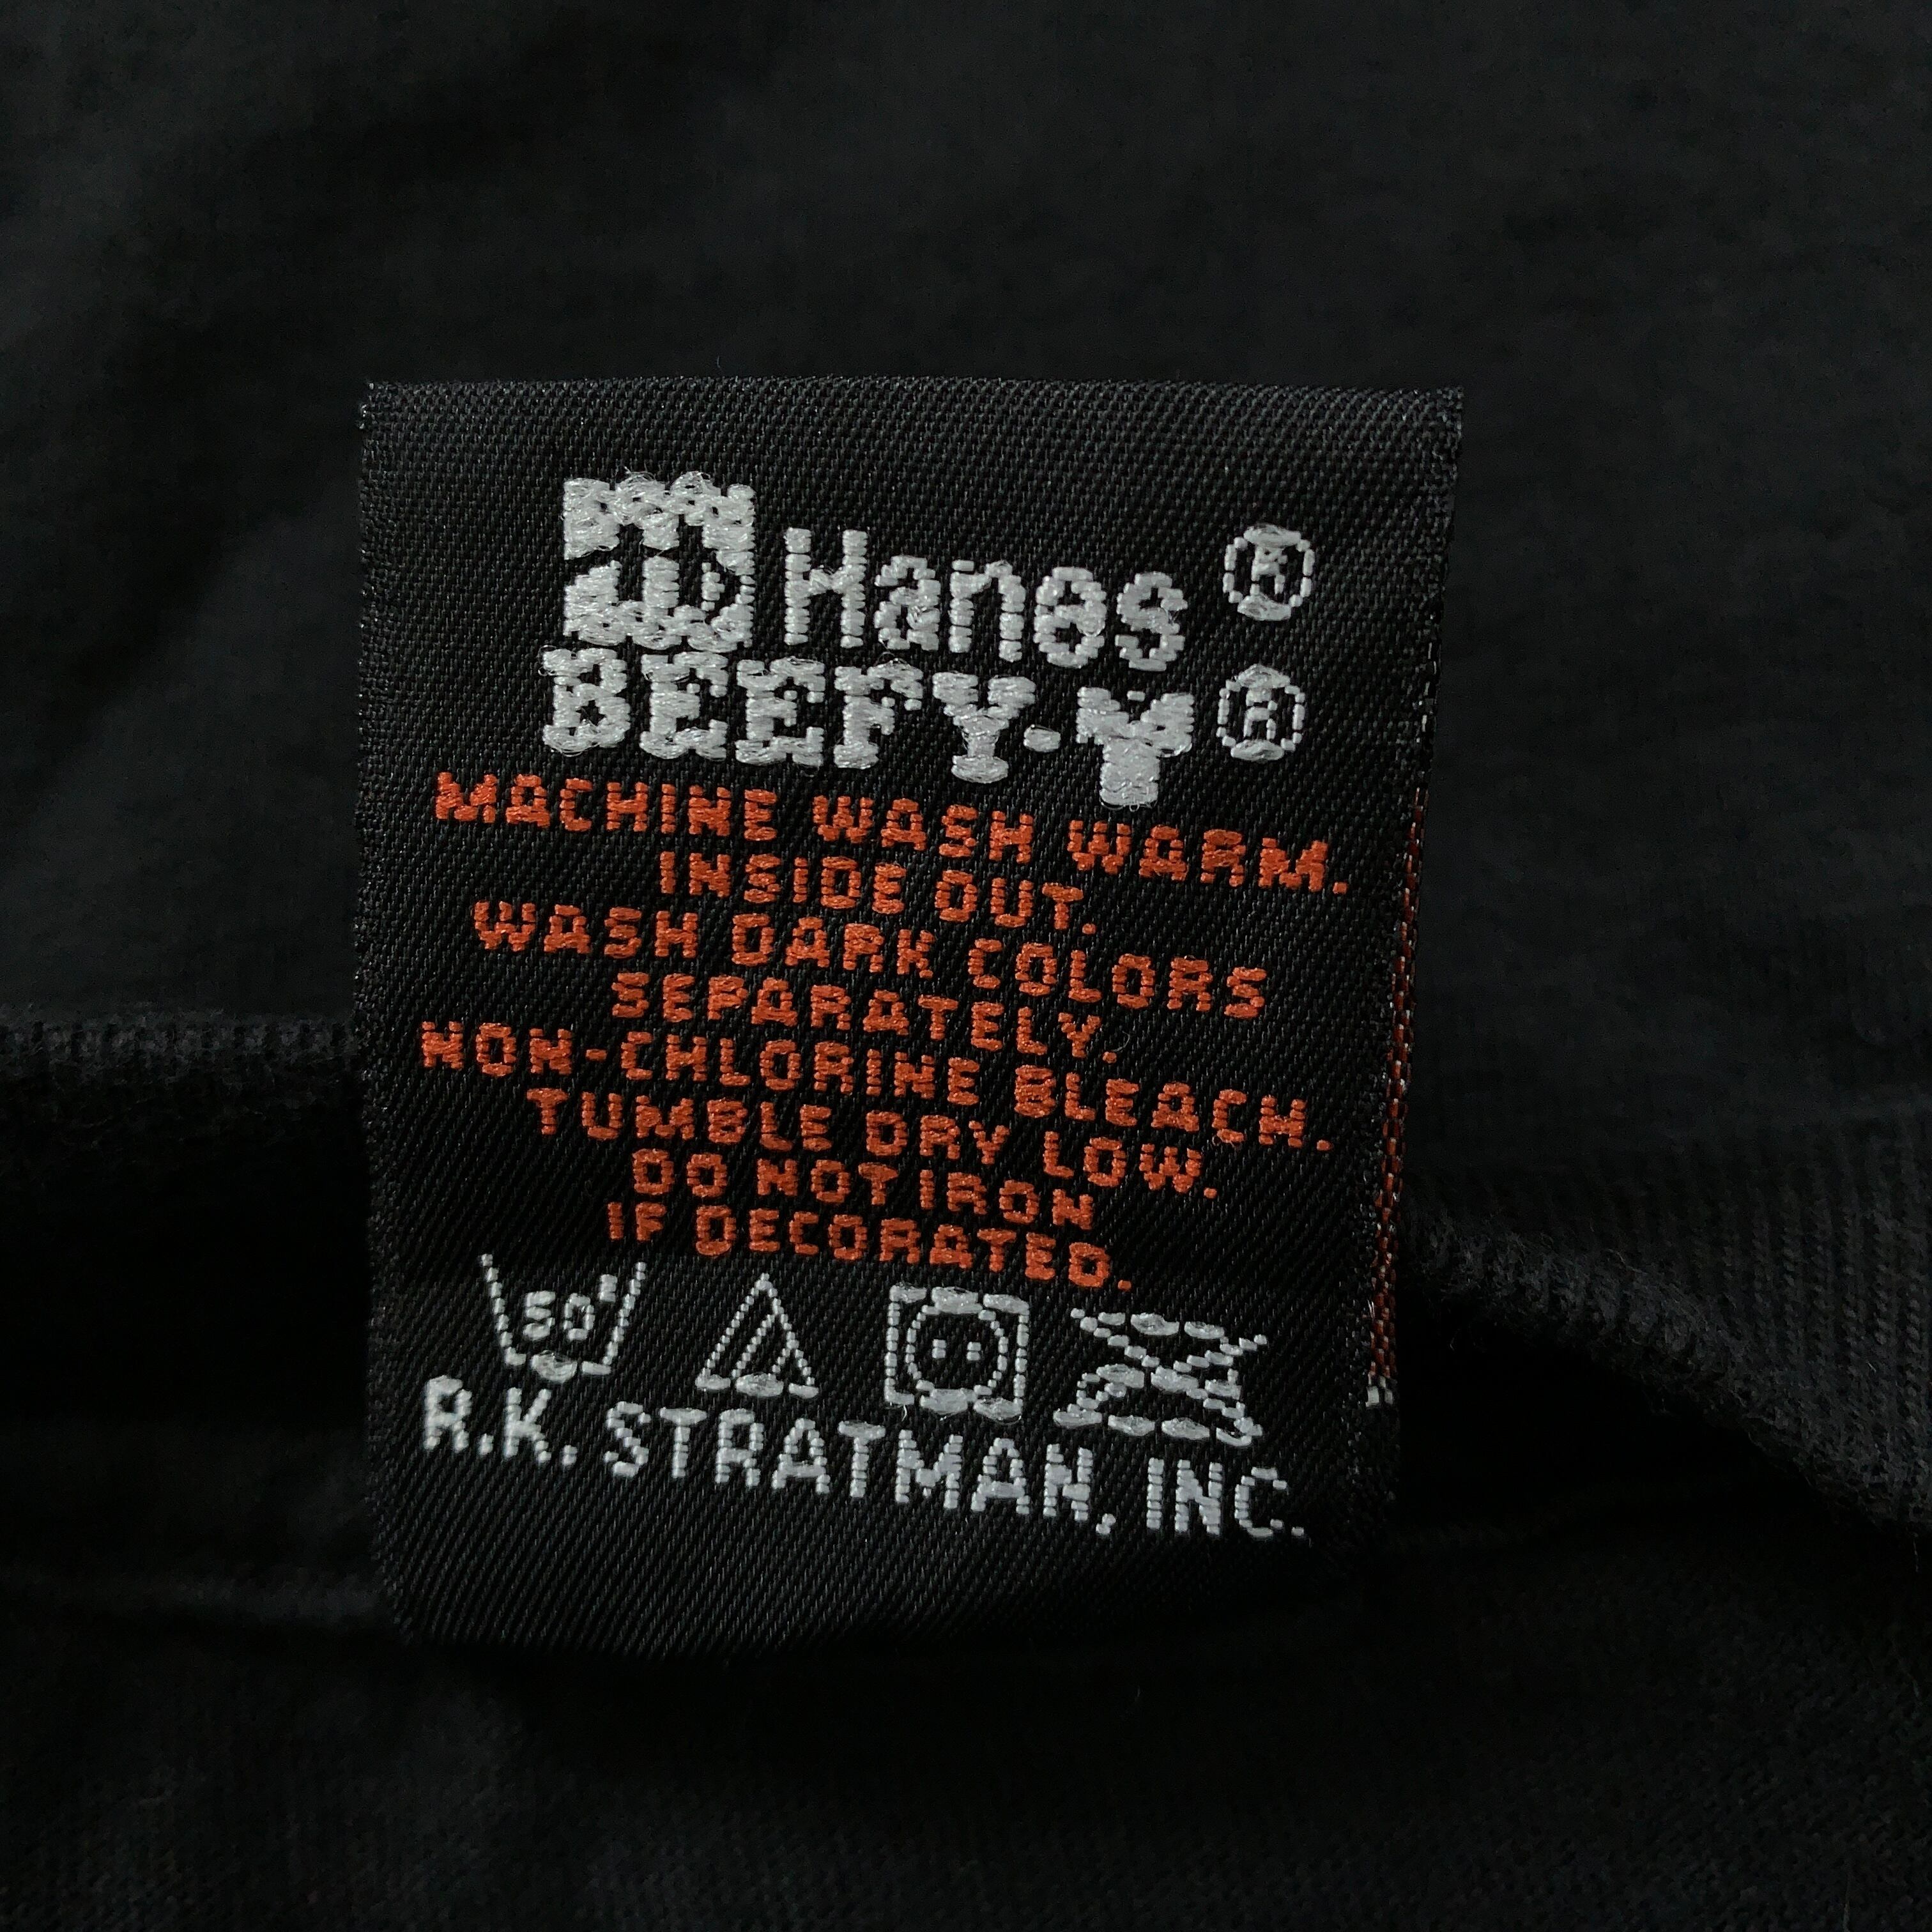 Hanes ®
BEEFY-T ®
MACHINE WASH WARM.
INSIDE OUT.
WASH DARK COLORS
SEPARATELY.
NON-CHLORINE BLEACH.
TUMBLE DRY LOW.
DO NOT IRON
IF DECORATED.
50°
R.K. STRATMAN, INC.